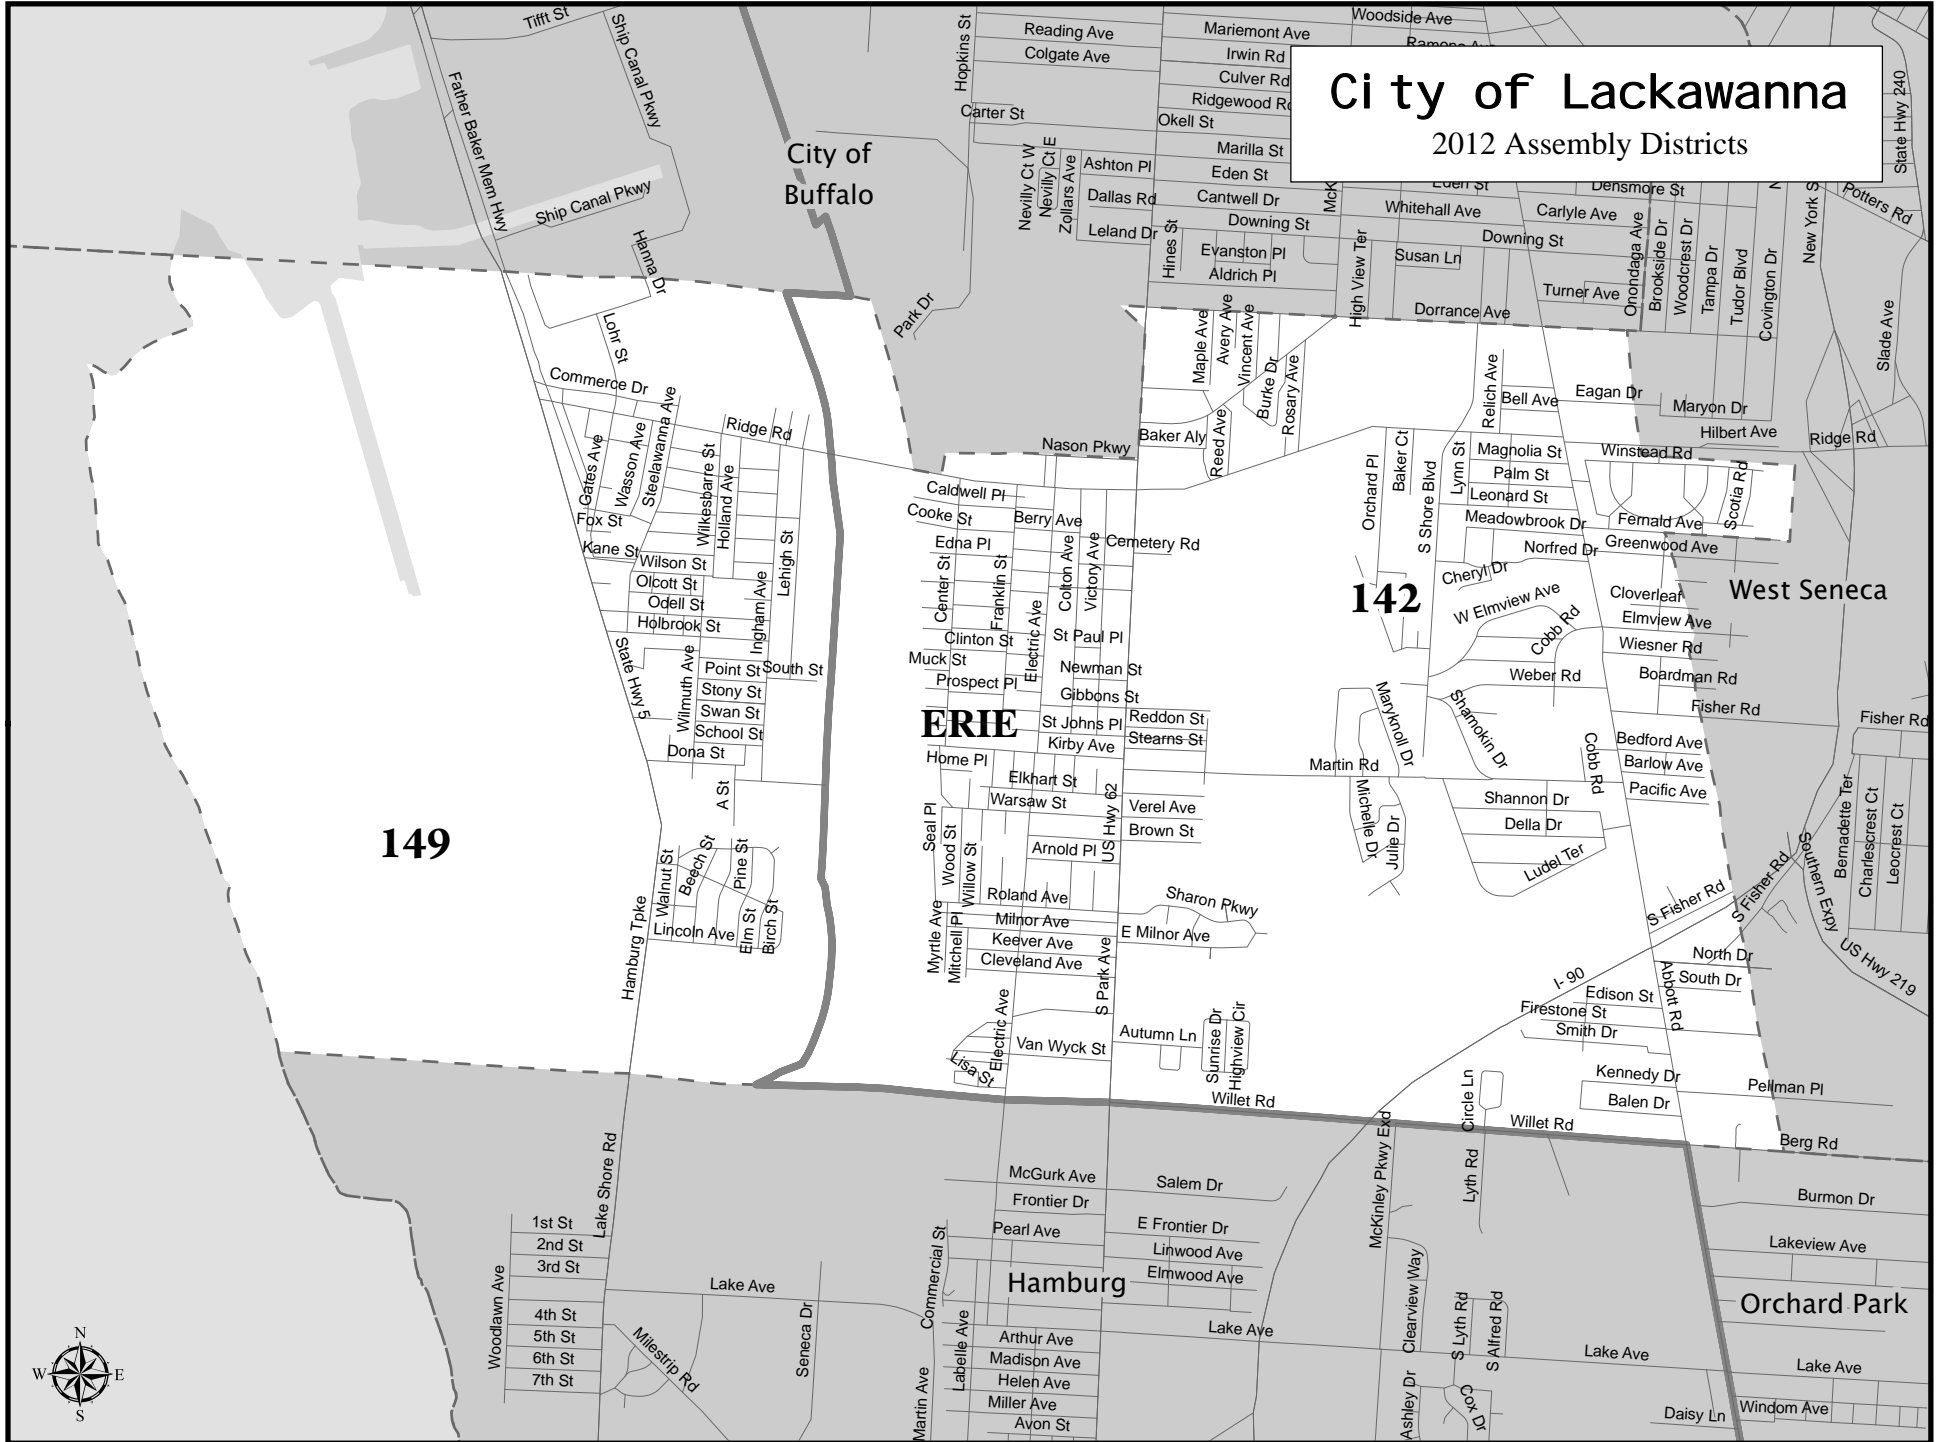 City of Lackawanna
2012 Assembly Districts
Tifft St
Ship Canal Pkwy
Father Baker Mem Hwy
Ship Canal Pkwy
Hanna Dr
City of
Buffalo
Hopkins St
Reading Ave
Colgate Ave
Carter St
Nevilly Ct W
Nevilly Ct E
Zollars Ave
Ashton Pl
Dallas Rd
Leland Dr
Park Dr
Woodside Ave
Mariemont Ave
Irwin Rd
Culver Rd
Okell St
Marilla St
Eden St
Cantwell Dr
Downing St
Hines St
Evanston Pl
Aldrich Pl
High View Ter
Eden St
Whitehall Ave
Susan Ln
Downing St
Dorrance Ave
Densmore St
Carlyle Ave
Turner Ave
Onondaga Ave
Brookside Dr
Woodcrest Dr
Tampa Dr
Tudor Blvd
Covington Dr
State Hwy 240
Potters Rd
Slade Ave
Lohr St
Commerce Dr
Ridge Rd
Gates Ave
Wasson Ave
Steelawanna Ave
Wilkesbarre St
Holland Ave
Lehigh St
Ingham Ave
Fox St
Kane St
Wilson St
Olcott St
Odell St
Holbrook St
State Hwy 5
Wilmuth Ave
Point St
South St
Stony St
Swan St
School St
Dona St
A St
149
Walnut St
Beech St
Pine St
Elm St
Birch St
Lincoln Ave
Hamburg Tpke
Maple Ave
Avery Ave
Vincent Ave
Burke Dr
Rosary Ave
Reed Ave
Baker Aly
Nason Pkwy
Caldwell Pl
Cooke St
Berry Ave
Edna Pl
Cemetery Rd
Center St
Franklin St
Colton Ave
Victory Ave
Electric Ave
Clinton St
St Paul Pl
Muck St
Newman St
Prospect Pl
Gibbons St
ERIE
St Johns Pl
Reddon St
Kirby Ave
Stearns St
Home Pl
Elkhart St
Warsaw St
US Hwy 62
Verel Ave
Brown St
Seal Pl
Wood St
Willow St
Arnold Pl
Roland Ave
Sharon Pkwy
Milnor Ave
E Milnor Ave
Keever Ave
Cleveland Ave
Myrtle Ave
Mitchell Pl
S Park Ave
Electric Ave
Van Wyck St
Lisa St
Autumn Ln
Sunrise Dr
Highview Cir
Willet Rd
Relich Ave
Bell Ave
Eagan Dr
Maryon Dr
Hilbert Ave
Ridge Rd
Orchard Pl
Baker Ct
S Shore Blvd
Lynn St
Magnolia St
Palm St
Leonard St
Winstead Rd
Scotia Rd
Fernald Ave
Meadowbrook Dr
Norfred Dr
Greenwood Ave
Cheryl Dr
142
W Elmview Ave
Cobb Rd
Cloverleaf
Elmview Ave
West Seneca
Wiesner Rd
Weber Rd
Boardman Rd
Fisher Rd
Fisher Rd
Maryknoll Dr
Shamokin Dr
Martin Rd
Michelle Dr
Julie Dr
Cobb Rd
Bedford Ave
Barlow Ave
Pacific Ave
Shannon Dr
Della Dr
Ludel Ter
Bernadette Ter
Charlescrest Ct
Leocrest Ct
Southern Expy
S Fisher Rd
S Fisher Rd
US Hwy 219
North Dr
South Dr
I- 90
Abbott Rd
Edison St
Firestone St
Smith Dr
Kennedy Dr
Balen Dr
Pellman Pl
Circle Ln
Willet Rd
Berg Rd
Lake Shore Rd
1st St
2nd St
3rd St
4th St
5th St
6th St
7th St
Woodlawn Ave
Lake Ave
Milestrip Rd
Seneca Dr
McGurk Ave
Salem Dr
Frontier Dr
Pearl Ave
E Frontier Dr
Linwood Ave
Elmwood Ave
Hamburg
Commercial St
Labelle Ave
Martin Ave
Arthur Ave
Madison Ave
Helen Ave
Miller Ave
Avon St
Lake Ave
McKinley Pkwy Exd
Lyth Rd
Clearview Way
S Lyth Rd
S Alfred Rd
Ashley Dr
Cox Dr
Lake Ave
Burmon Dr
Lakeview Ave
Orchard Park
Lake Ave
Windom Ave
Daisy Ln
N
W
E
S